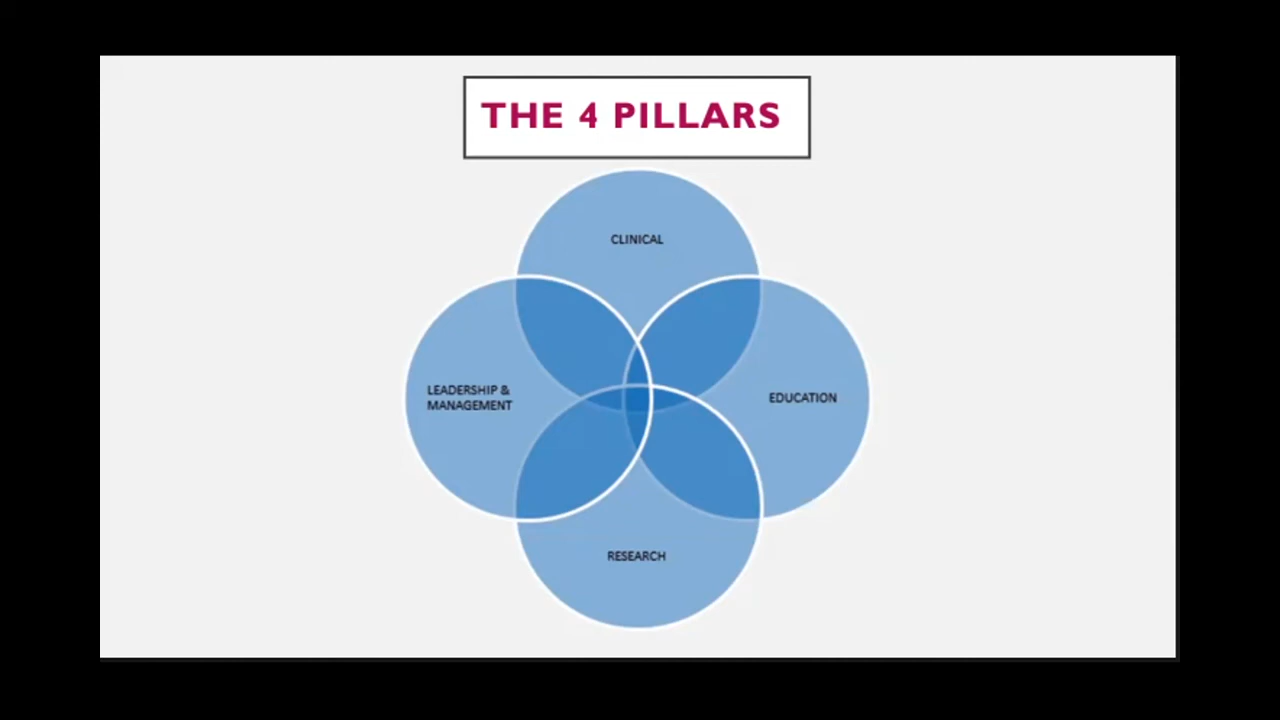 THE 4 PILLARS
CLINICAL
LEADERSHIP &
MANAGEMENT
EDUCATION
RESEARCH